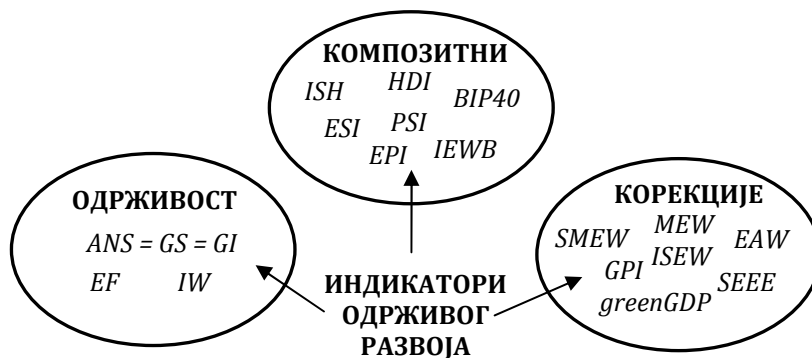 КОМПОЗИТНИ
ISH HDI BIP40
ESI PSI
EPI IEWB
ОДРЖИВОСТ
ANS = GS = GI
EF IW
КОРЕКЦИЈЕ
SMEW MEW EAW
GPI ISEW SEEE
greenGDP
ИНДИКАТОРИ
ОДРЖИВОГ
РАЗВОЈА